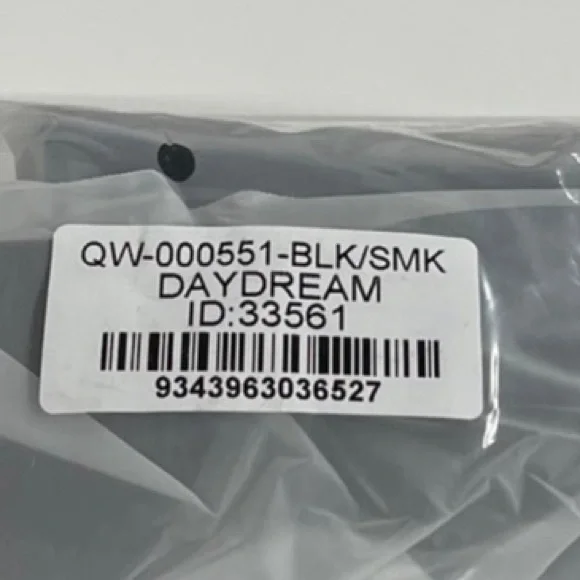 QW-000551-BLK/SMK
DAYDREAM
ID:33561
9343963036527